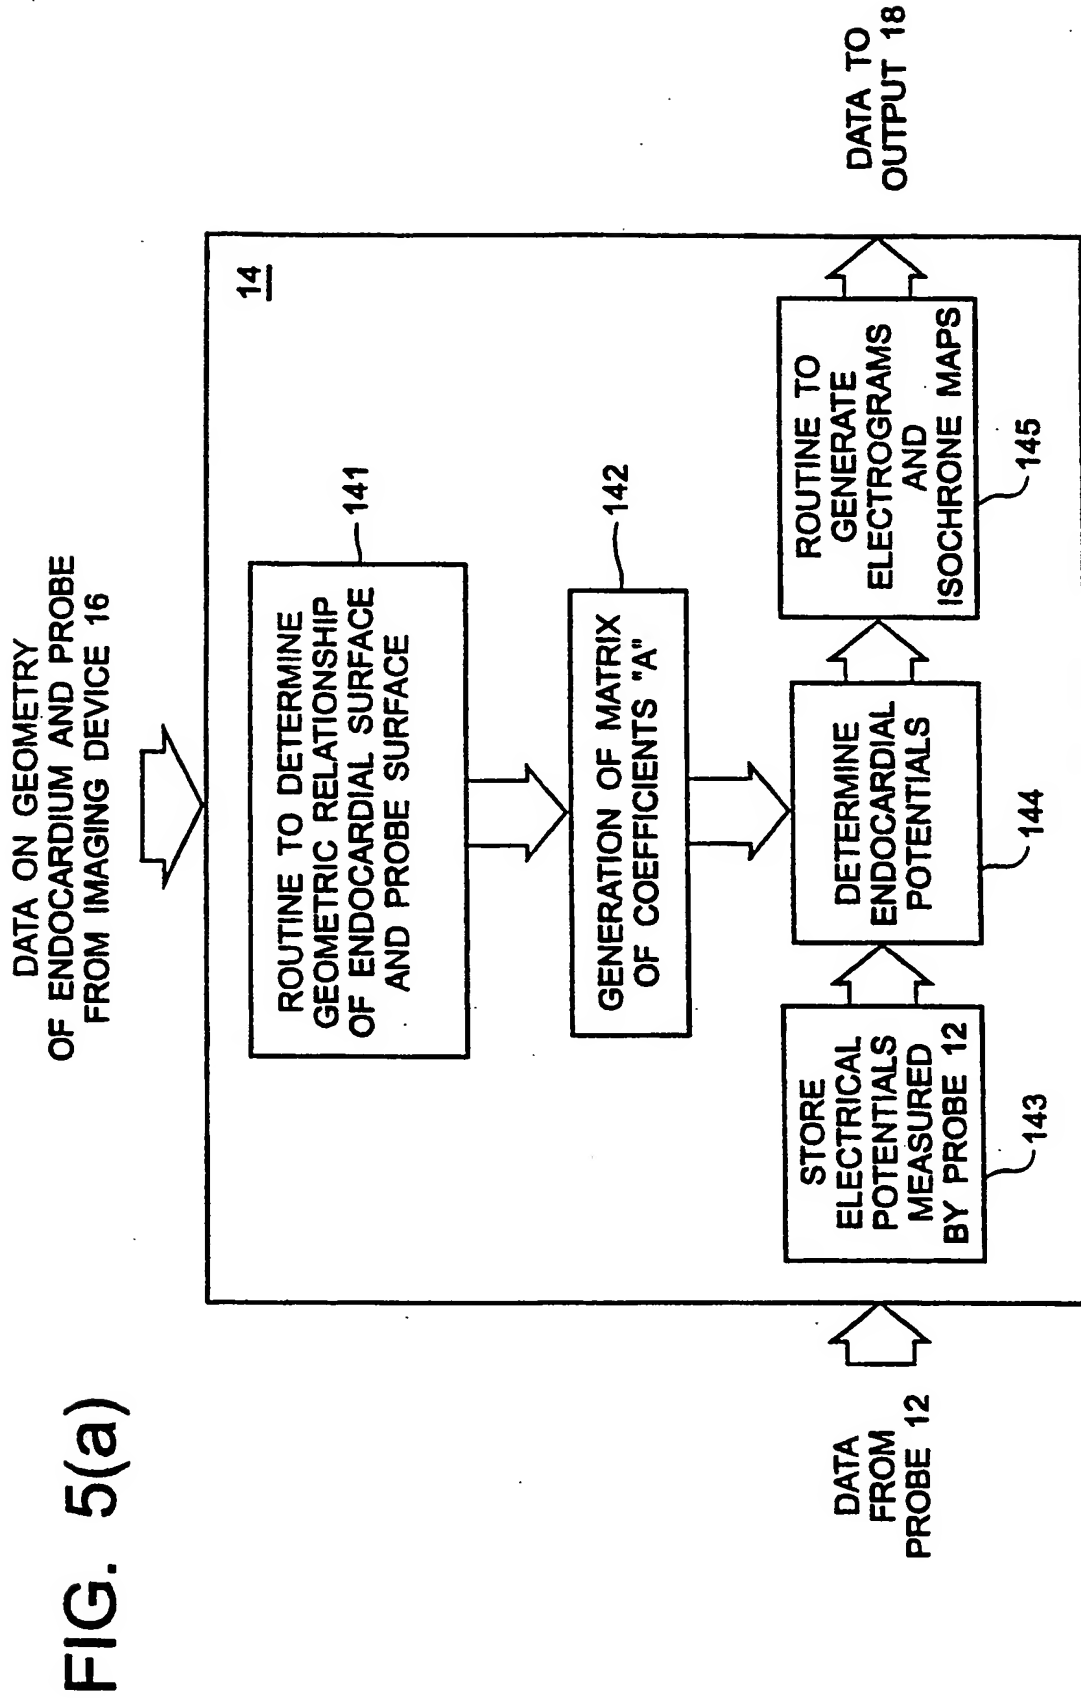 FIG. 5(a)
DATA ON GEOMETRY
OF ENDOCARDIUM AND PROBE
FROM IMAGING DEVICE 16
14
ROUTINE TO DETERMINE
GEOMETRIC RELATIONSHIP
OF ENDOCARDIAL SURFACE
AND PROBE SURFACE
141
GENERATION OF MATRIX
OF COEFFICIENTS "A"
142
DATA
FROM
PROBE 12
STORE
ELECTRICAL
POTENTIALS
MEASURED
BY PROBE 12
143
DETERMINE
ENDOCARDIAL
POTENTIALS
144
ROUTINE TO
GENERATE
ELECTROGRAMS
AND
ISOCHRONE MAPS
145
DATA TO
OUTPUT 18